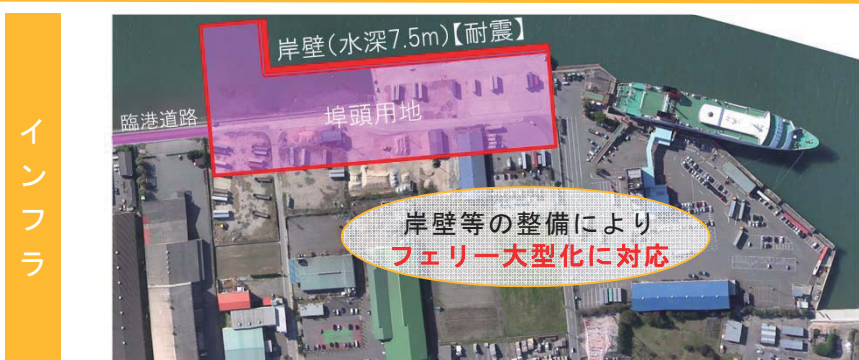 インフラ
岸壁(水深7.5m)【耐震】
臨港道路
埠頭用地
岸壁等の整備により
フェリー大型化に対応